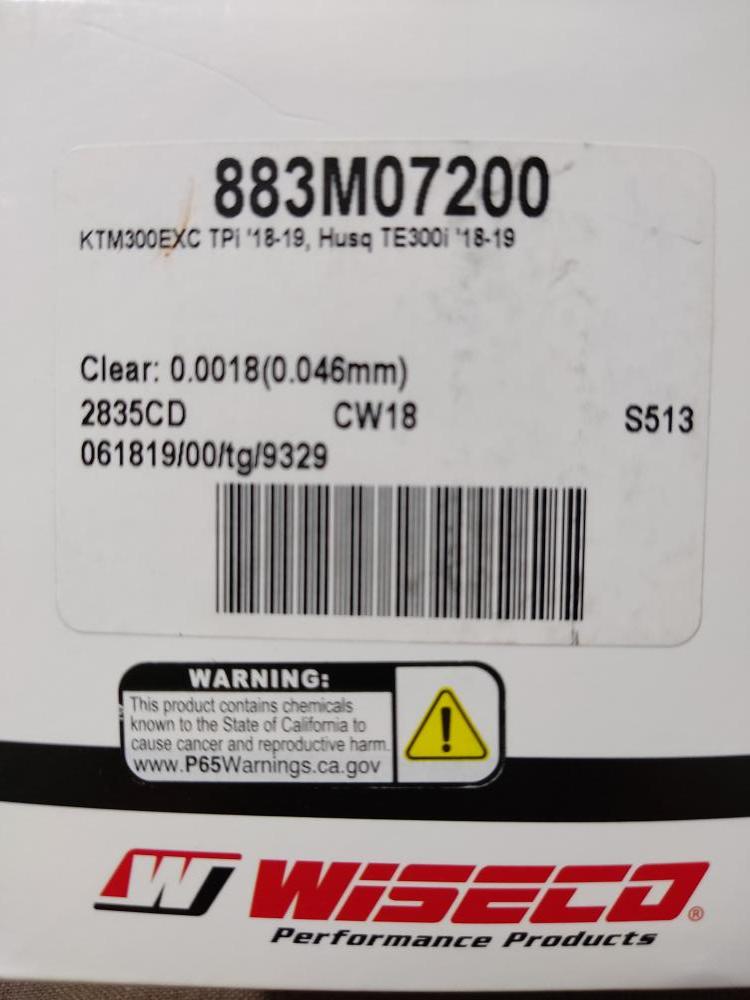 883M07200
KTM300EXC TPi '18-19, Husq TE300i '18-19
Clear: 0.0018(0.046mm)
2835CD CW18 S513
061819/00/tg/9329
WARNING:
This product contains chemicals
known to the State of California to
cause cancer and reproductive harm.
www.P65Warnings.ca.gov
!
W WISECO®
Performance Products